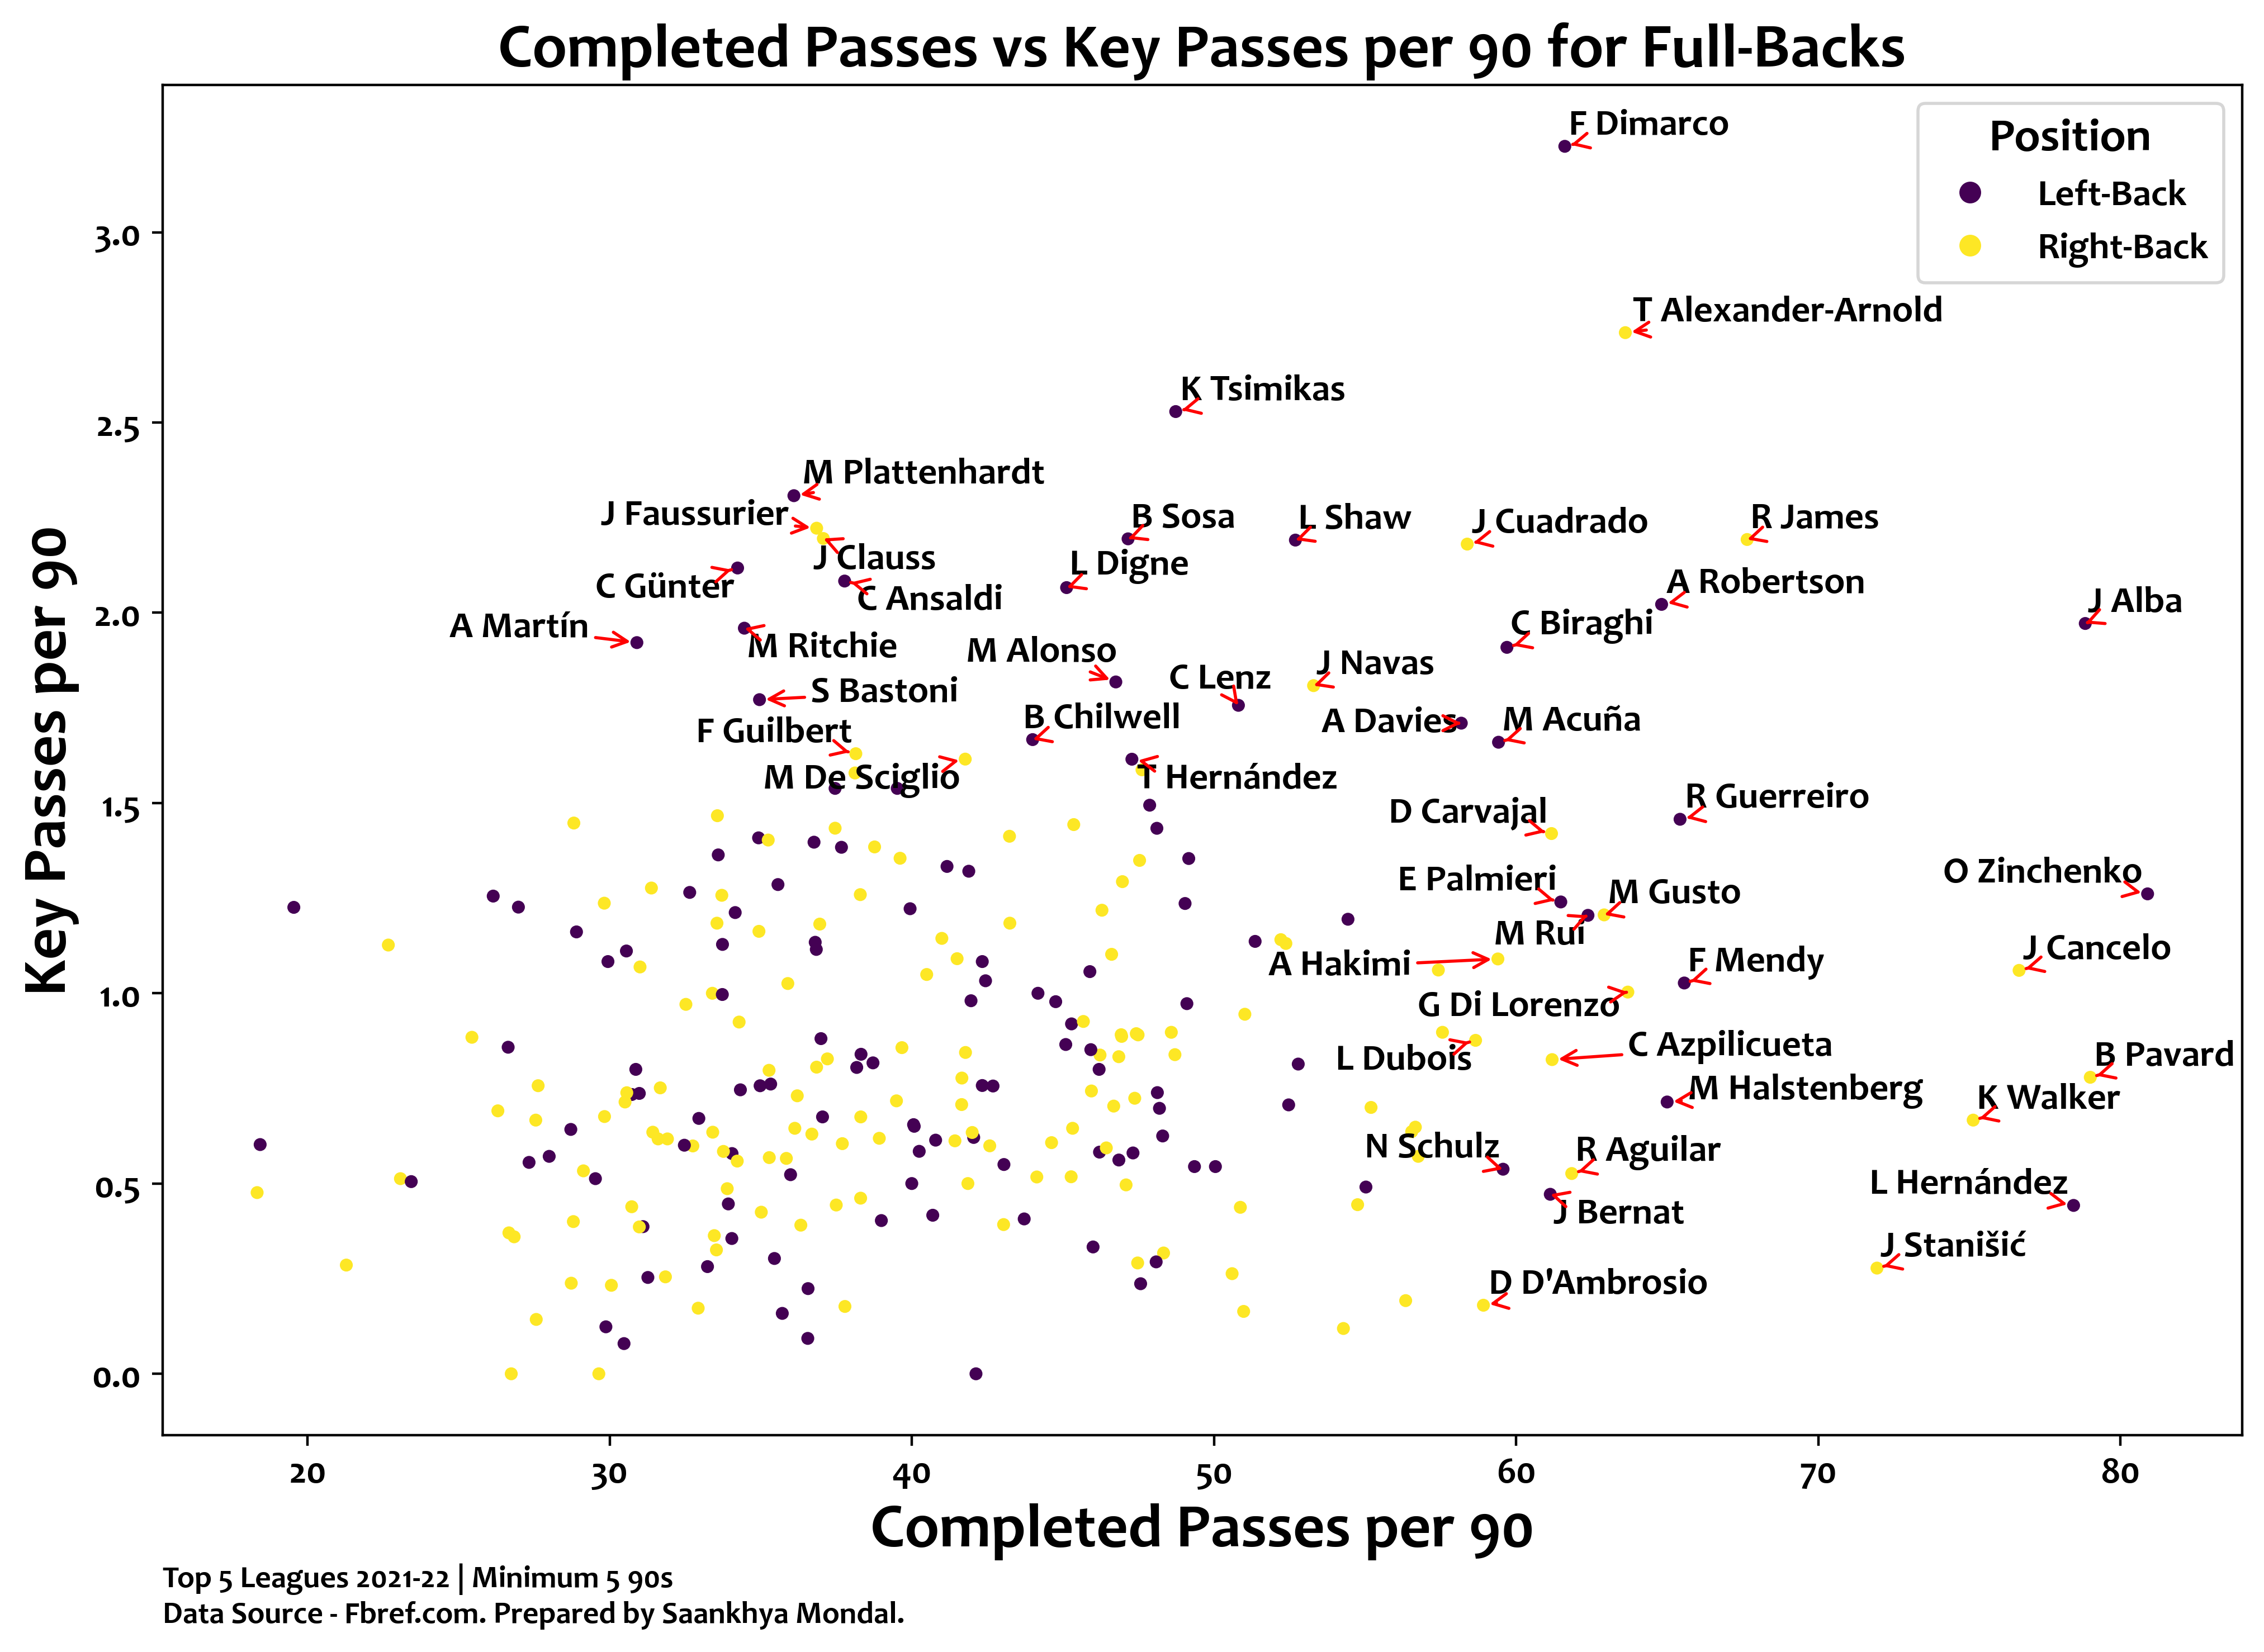 Completed Passes vs Key Passes per 90 for Full-Backs
Position
Left-Back
Right-Back
F Dimarco
T Alexander-Arnold
K Tsimikas
M Plattenhardt
J Faussurier
J Clauss
B Sosa
L Shaw
J Cuadrado
R James
C Günter
C Ansaldi
L Digne
A Robertson
J Alba
A Martín
M Ritchie
M Alonso
C Biraghi
S Bastoni
C Lenz
J Navas
F Guilbert
B Chilwell
A Davies
M Acuña
M De Sciglio
T Hernández
D Carvajal
R Guerreiro
E Palmieri
M Gusto
O Zinchenko
M Rui
A Hakimi
F Mendy
J Cancelo
G Di Lorenzo
L Dubois
C Azpilicueta
B Pavard
M Halstenberg
K Walker
N Schulz
R Aguilar
L Hernández
J Bernat
J Stanišić
D D'Ambrosio
Key Passes per 90
3.0
2.5
2.0
1.5
1.0
0.5
0.0
20 30 40 50 60 70 80
Completed Passes per 90
Top 5 Leagues 2021-22 | Minimum 5 90s
Data Source - Fbref.com. Prepared by Saankhya Mondal.